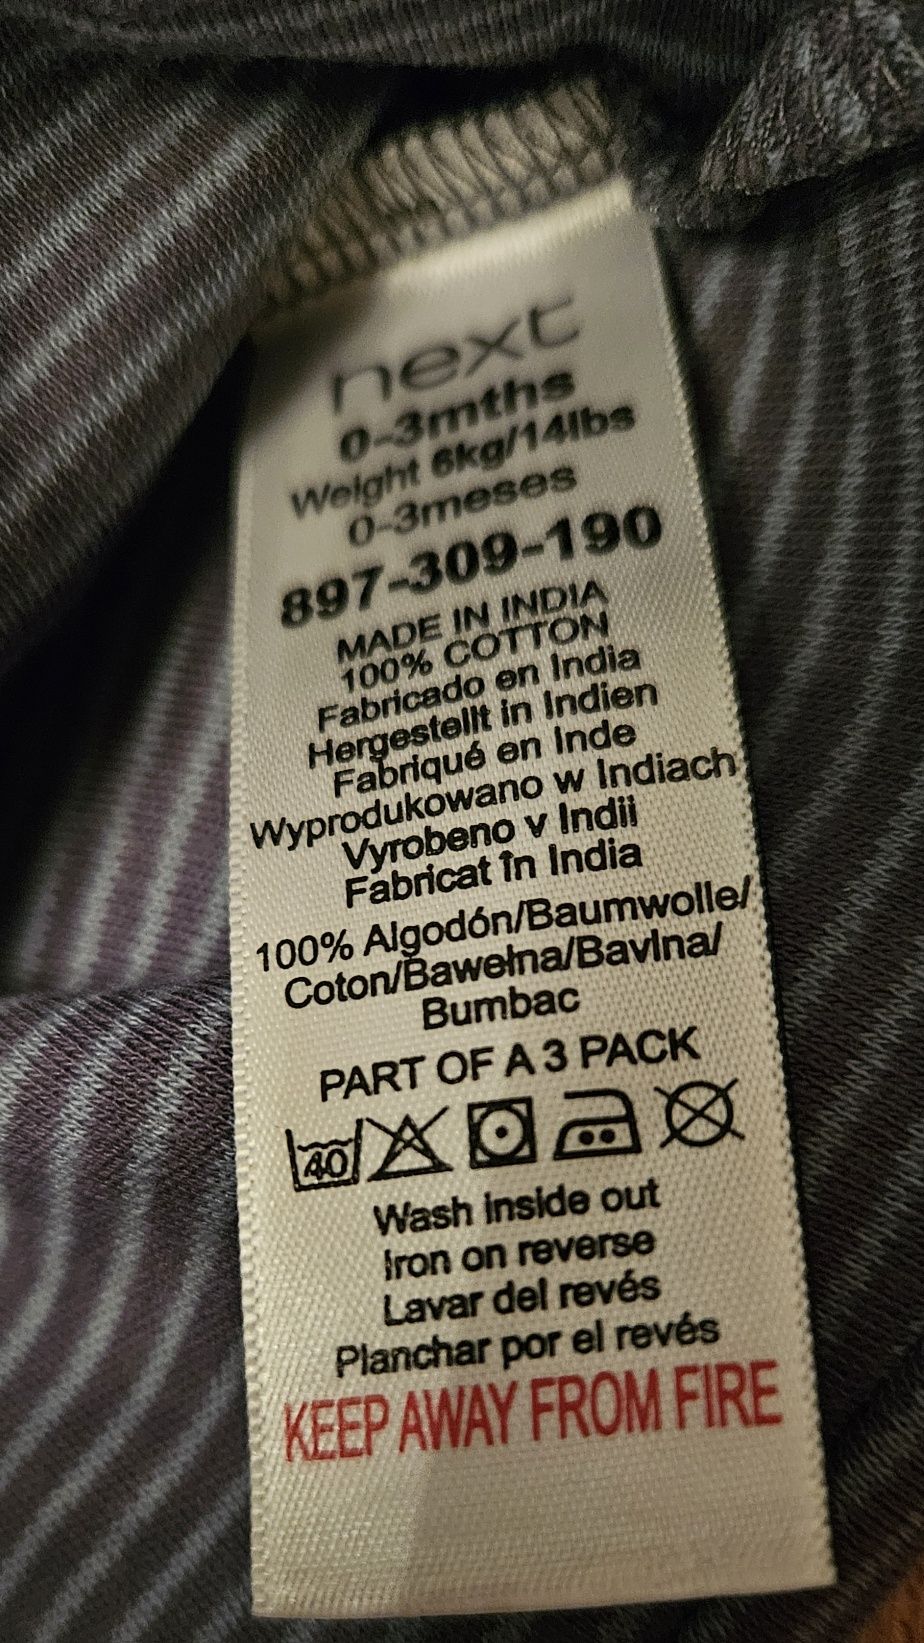 next
0-3mths
Weight 6kg/14lbs
0-3meses
897-309-190
MADE IN INDIA
100% COTTON
Fabricado en India
Hergestellt in Indien
Fabriqué en Inde
Wyprodukowano w Indiach
Vyrobeno v Indii
Fabricat în India
100% Algodón/Baumwolle/
Coton/Bawełna/Bavlna/
Bumbac
PART OF A 3 PACK
40
Wash inside out
Iron on reverse
Lavar del revés
Planchar por el revés
KEEP AWAY FROM FIRE